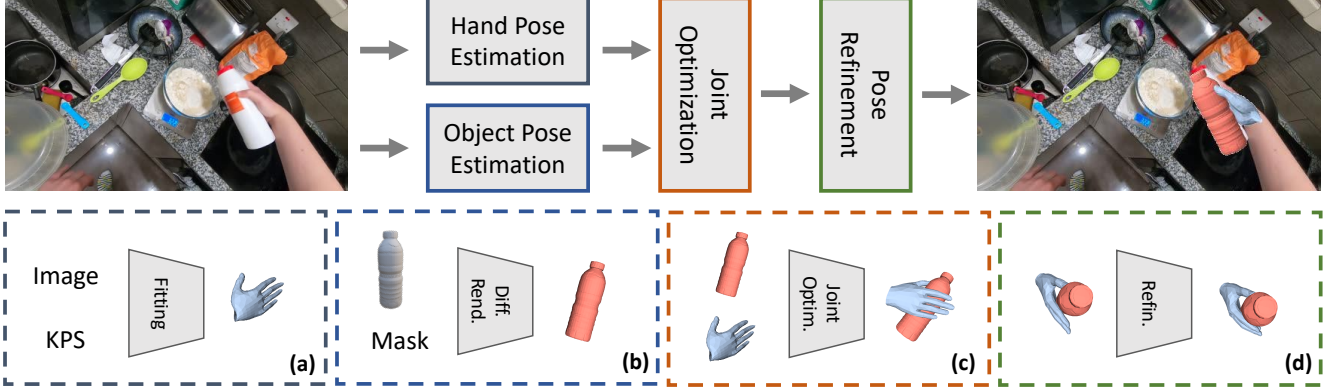 Hand Pose
Estimation
Object Pose
Estimation
Joint
Optimization
Pose
Refinement
Image
KPS
Fitting
(a)
Mask
Diff.
Rend.
(b)
Joint
Optim.
(c)
Refin.
(d)